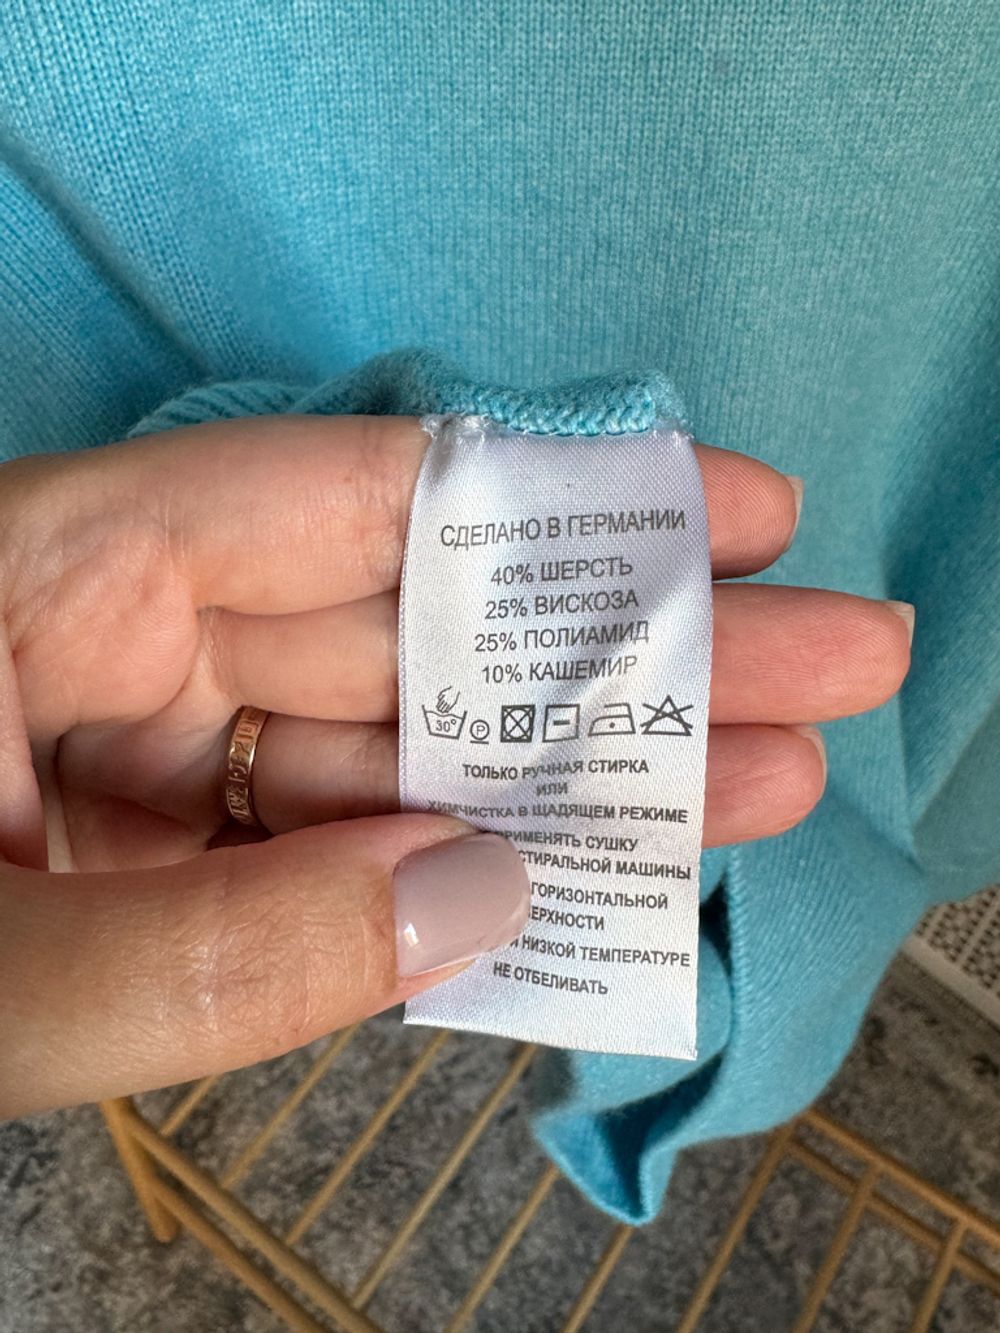 СДЕЛАНО В ГЕРМАНИИ
40% ШЕРСТЬ
25% ВИСКОЗА
25% ПОЛИАМИД
10% КАШЕМИР
30° P
ТОЛЬКО РУЧНАЯ СТИРКА
ИЛИ
ХИМЧИСТКА В ЩАДЯЩЕМ РЕЖИМЕ
ПРИМЕНЯТЬ СУШКУ
СТИРАЛЬНОЙ МАШИНЫ
ГОРИЗОНТАЛЬНОЙ
НИЗКОЙ ТЕМПЕРАТУРЕ
НЕ ОТБЕЛИВАТЬ